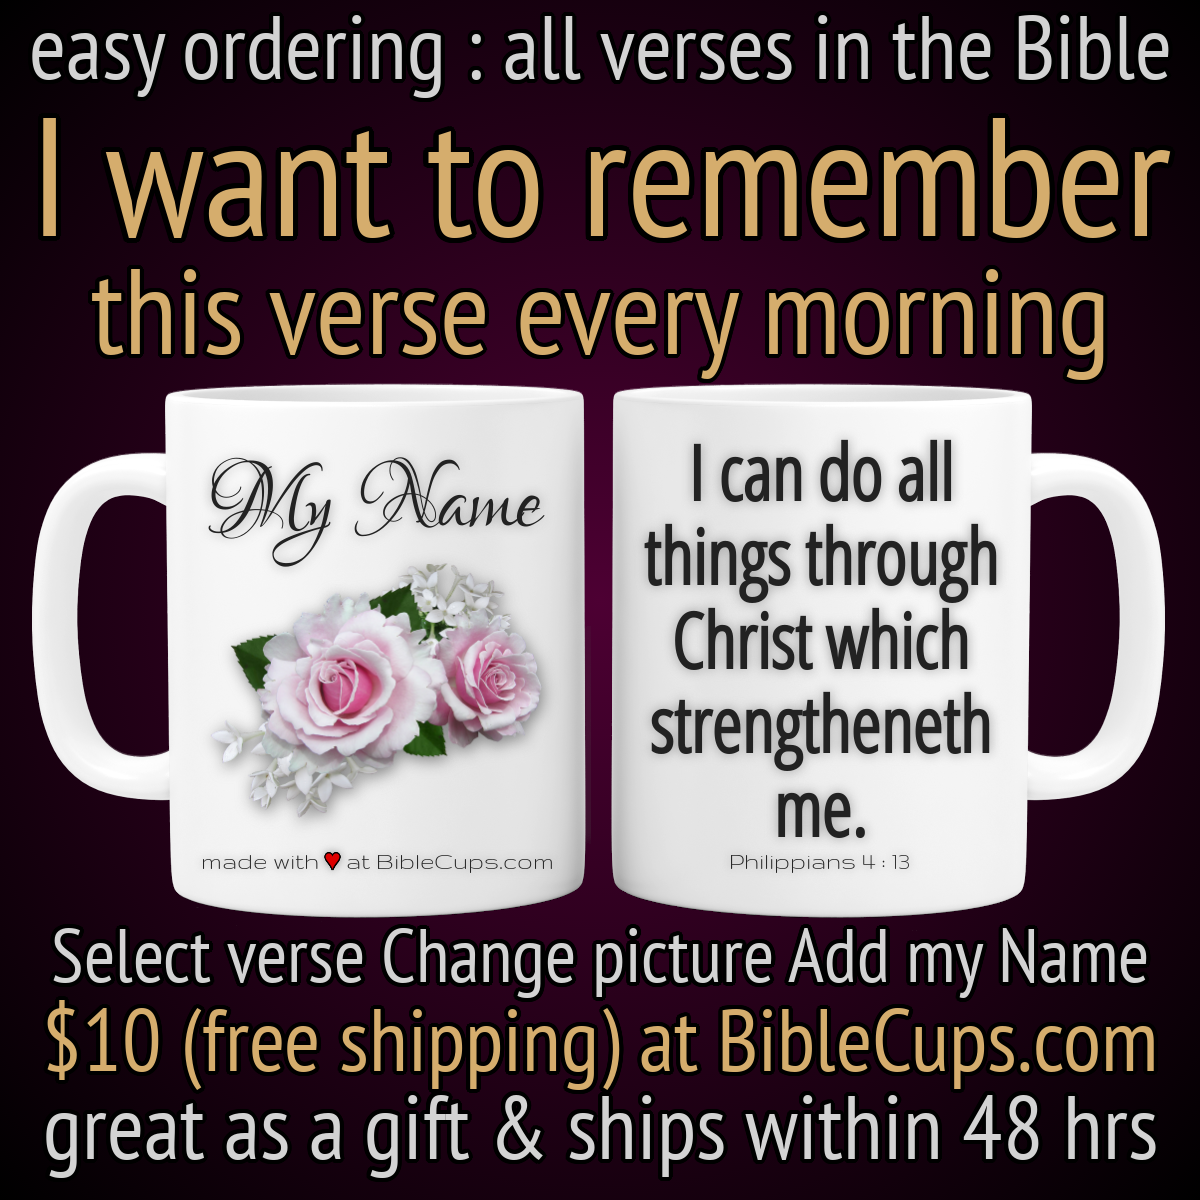 easy ordering : all verses in the Bible
I want to remember
this verse every morning
My Name
made with ♥ at BibleCups.com
I can do all
things through
Christ which
strengtheneth
me.
Philippians 4 : 13
Select verse Change picture Add my Name
$10 (free shipping) at BibleCups.com
great as a gift & ships within 48 hrs